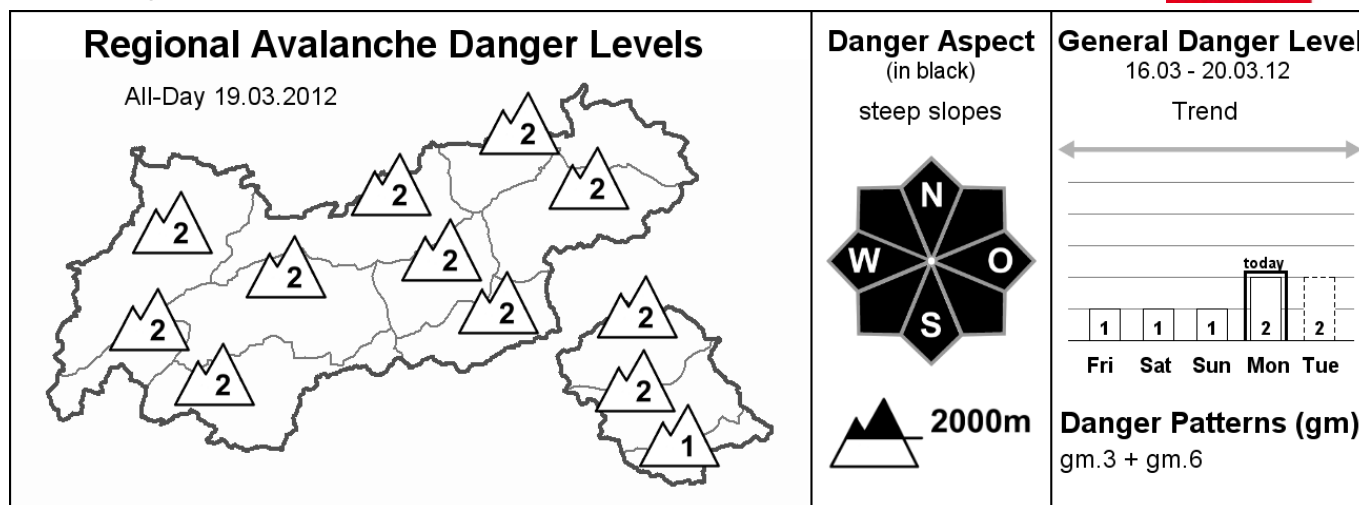 Regional Avalanche Danger Levels
All-Day 19.03.2012
2
2
2
2
2
2
2
2
2
2
2
2
1
Danger Aspect
(in black)
steep slopes
N
W
O
S
2000m
General Danger Level
16.03 - 20.03.12
Trend
today
1 1 1 2 2
Fri Sat Sun Mon Tue
Danger Patterns (gm)
gm.3 + gm.6